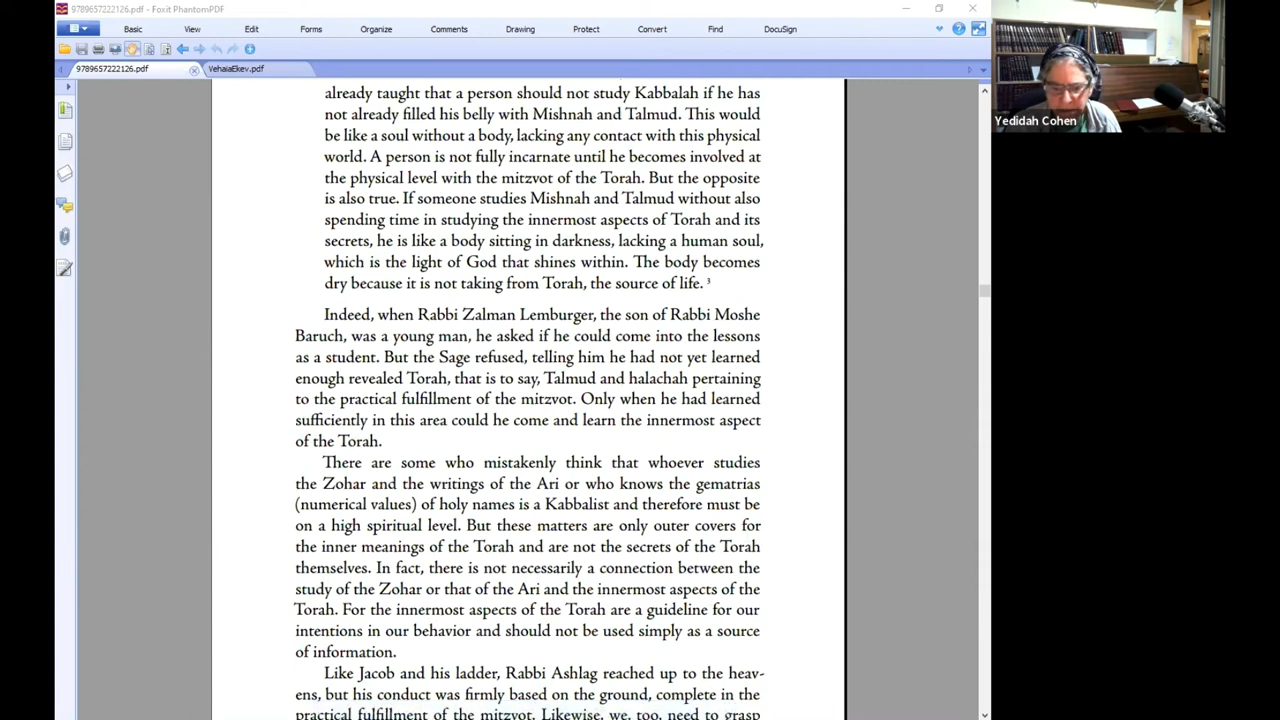 9789657222126.pdf - Foxit PhantomPDF
Basic View Edit Forms Organize Comments Drawing Protect Convert Find DocuSign
9789657222126.pdf VehaiaEkev.pdf
already taught that a person should not study Kabbalah if he has
not already filled his belly with Mishnah and Talmud. This would
be like a soul without a body, lacking any contact with this physical
world. A person is not fully incarnate until he becomes involved at
the physical level with the mitzvot of the Torah. But the opposite
is also true. If someone studies Mishnah and Talmud without also
spending time in studying the innermost aspects of Torah and its
secrets, he is like a body sitting in darkness, lacking a human soul,
which is the light of God that shines within. The body becomes
dry because it is not taking from Torah, the source of life. 3
Indeed, when Rabbi Zalman Lemburger, the son of Rabbi Moshe
Baruch, was a young man, he asked if he could come into the lessons
as a student. But the Sage refused, telling him he had not yet learned
enough revealed Torah, that is to say, Talmud and halachah pertaining
to the practical fulfillment of the mitzvot. Only when he had learned
sufficiently in this area could he come and learn the innermost aspect
of the Torah.
There are some who mistakenly think that whoever studies
the Zohar and the writings of the Ari or who knows the gematrias
(numerical values) of holy names is a Kabbalist and therefore must be
on a high spiritual level. But these matters are only outer covers for
the inner meanings of the Torah and are not the secrets of the Torah
themselves. In fact, there is not necessarily a connection between the
study of the Zohar or that of the Ari and the innermost aspects of the
Torah. For the innermost aspects of the Torah are a guideline for our
intentions in our behavior and should not be used simply as a source
of information.
Like Jacob and his ladder, Rabbi Ashlag reached up to the heav-
ens, but his conduct was firmly based on the ground, complete in the
practical fulfillment of the mitzvot. Likewise, we, too, need to grasp
Yedidah Cohen